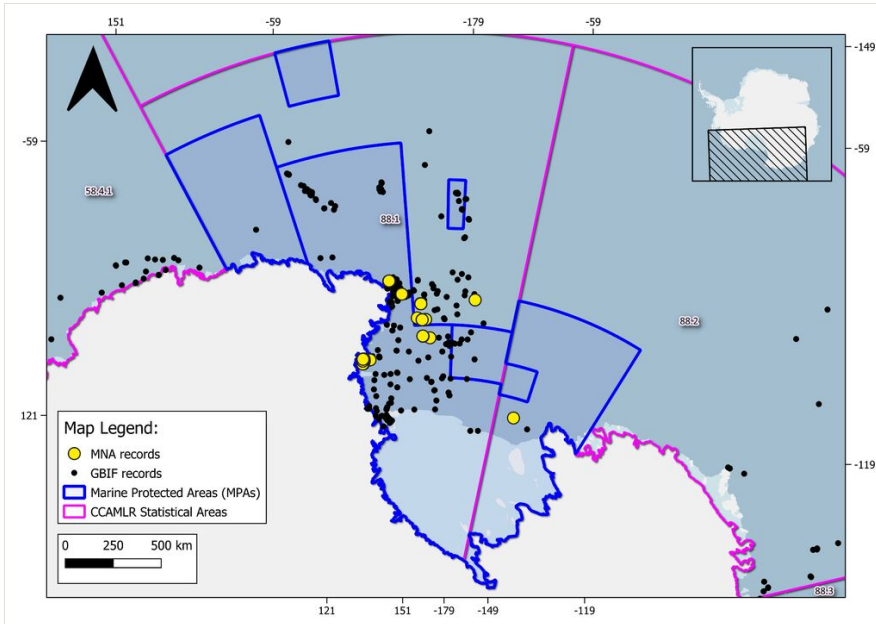 151 -59 -179 -59
-149
-59
-59
58.4.1
88.1
88.2
121
-119
Map Legend:
MNA records
GBIF records
Marine Protected Areas (MPAs)
CCAMLR Statistical Areas
0 250 500 km
88.3
121 151 -179 -149 -119